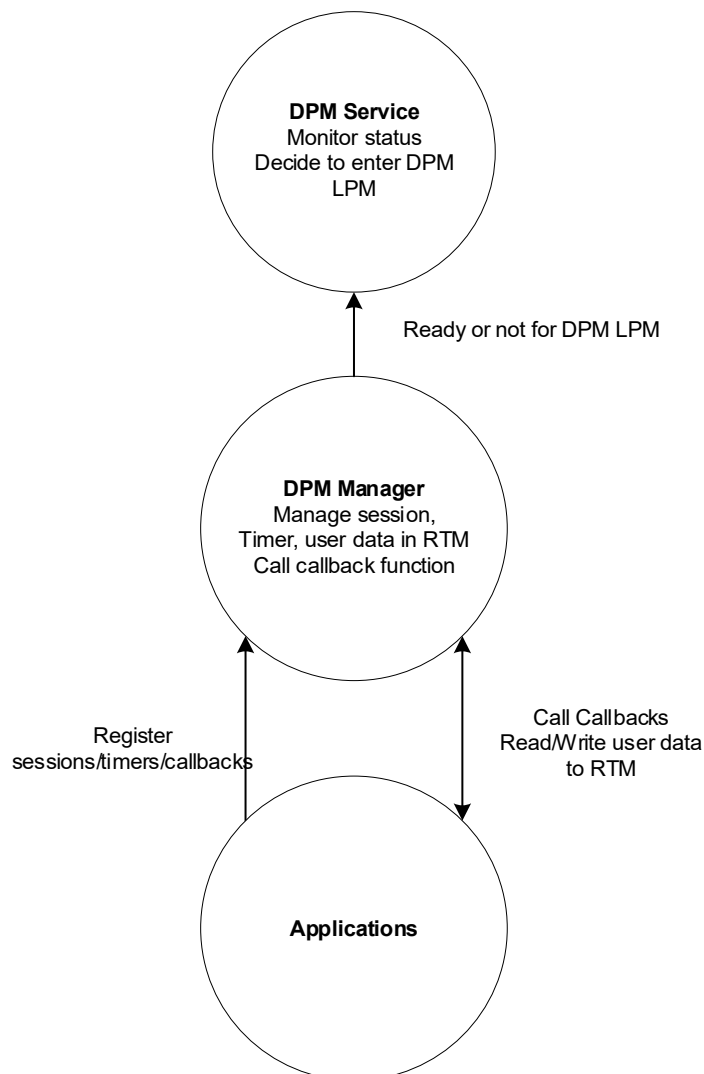 DPM Service
Monitor status
Decide to enter DPM
LPM
Ready or not for DPM LPM
DPM Manager
Manage session,
Timer, user data in RTM
Call callback function
Register
sessions/timers/callbacks
Call Callbacks
Read/Write user data
to RTM
Applications